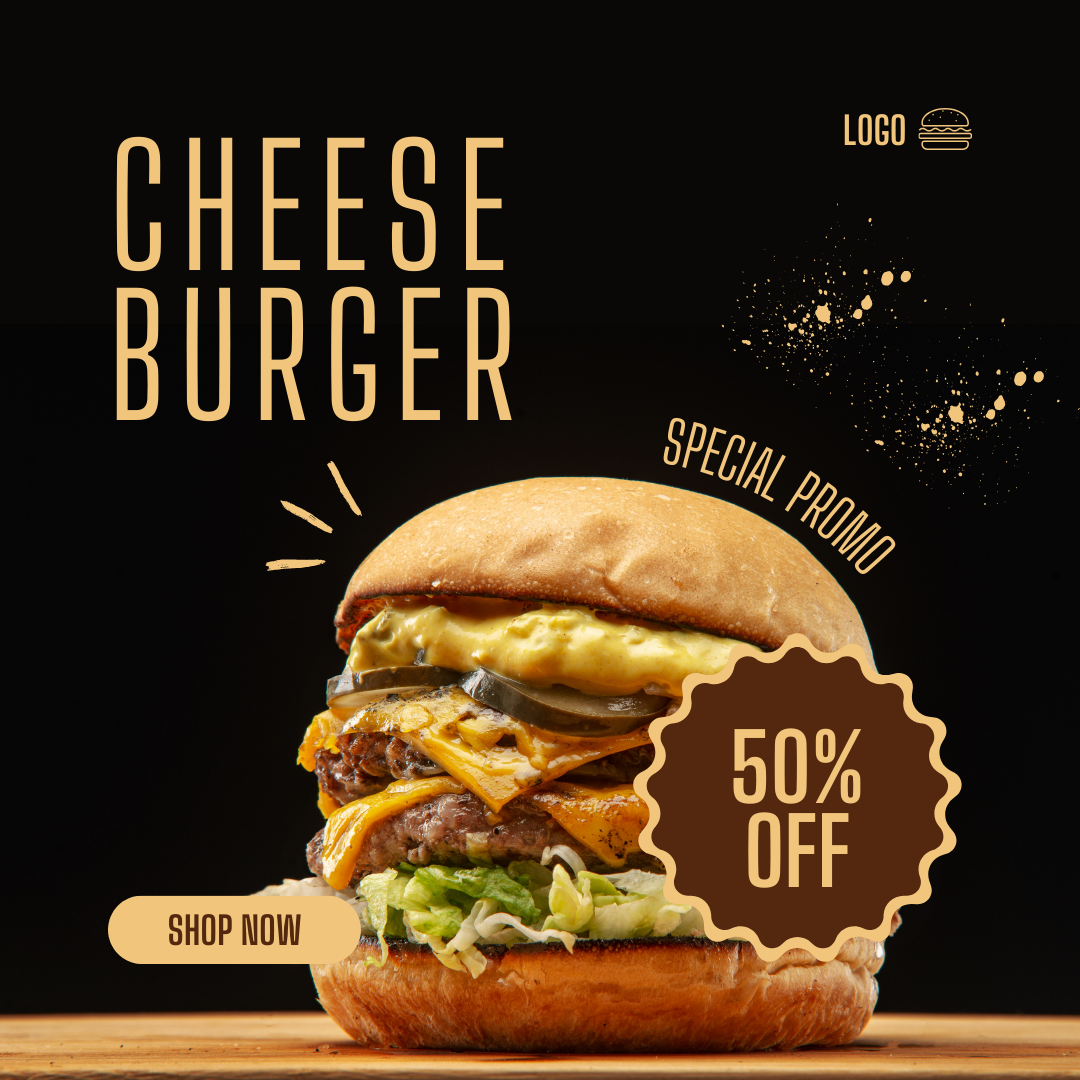 LOGO
CHEESE
BURGER
SPECIAL PROMO
50%
OFF
SHOP NOW